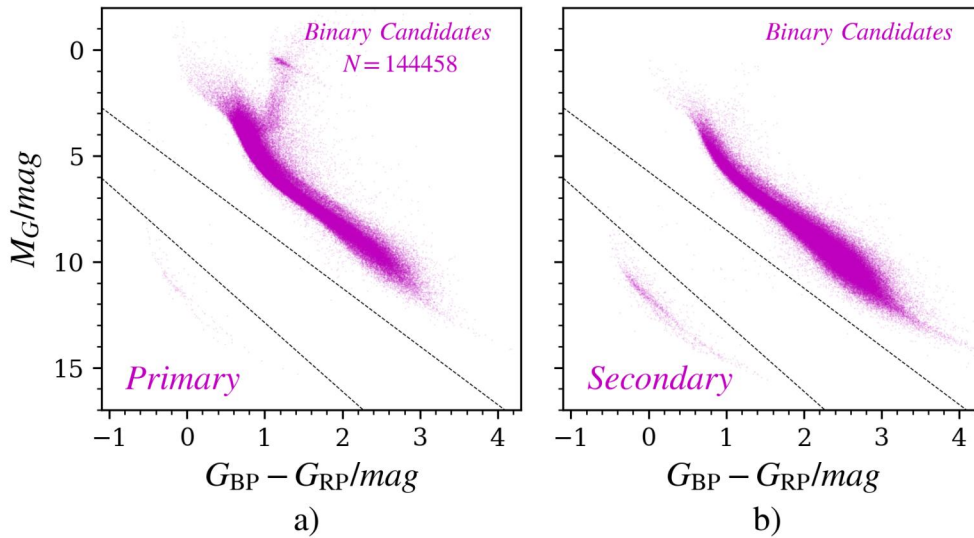 Binary Candidates
N = 144458
0
5
10
15
M_G/mag
Primary
−1 0 1 2 3 4
G_BP − G_RP/mag
a)
Binary Candidates
Secondary
−1 0 1 2 3 4
G_BP − G_RP/mag
b)